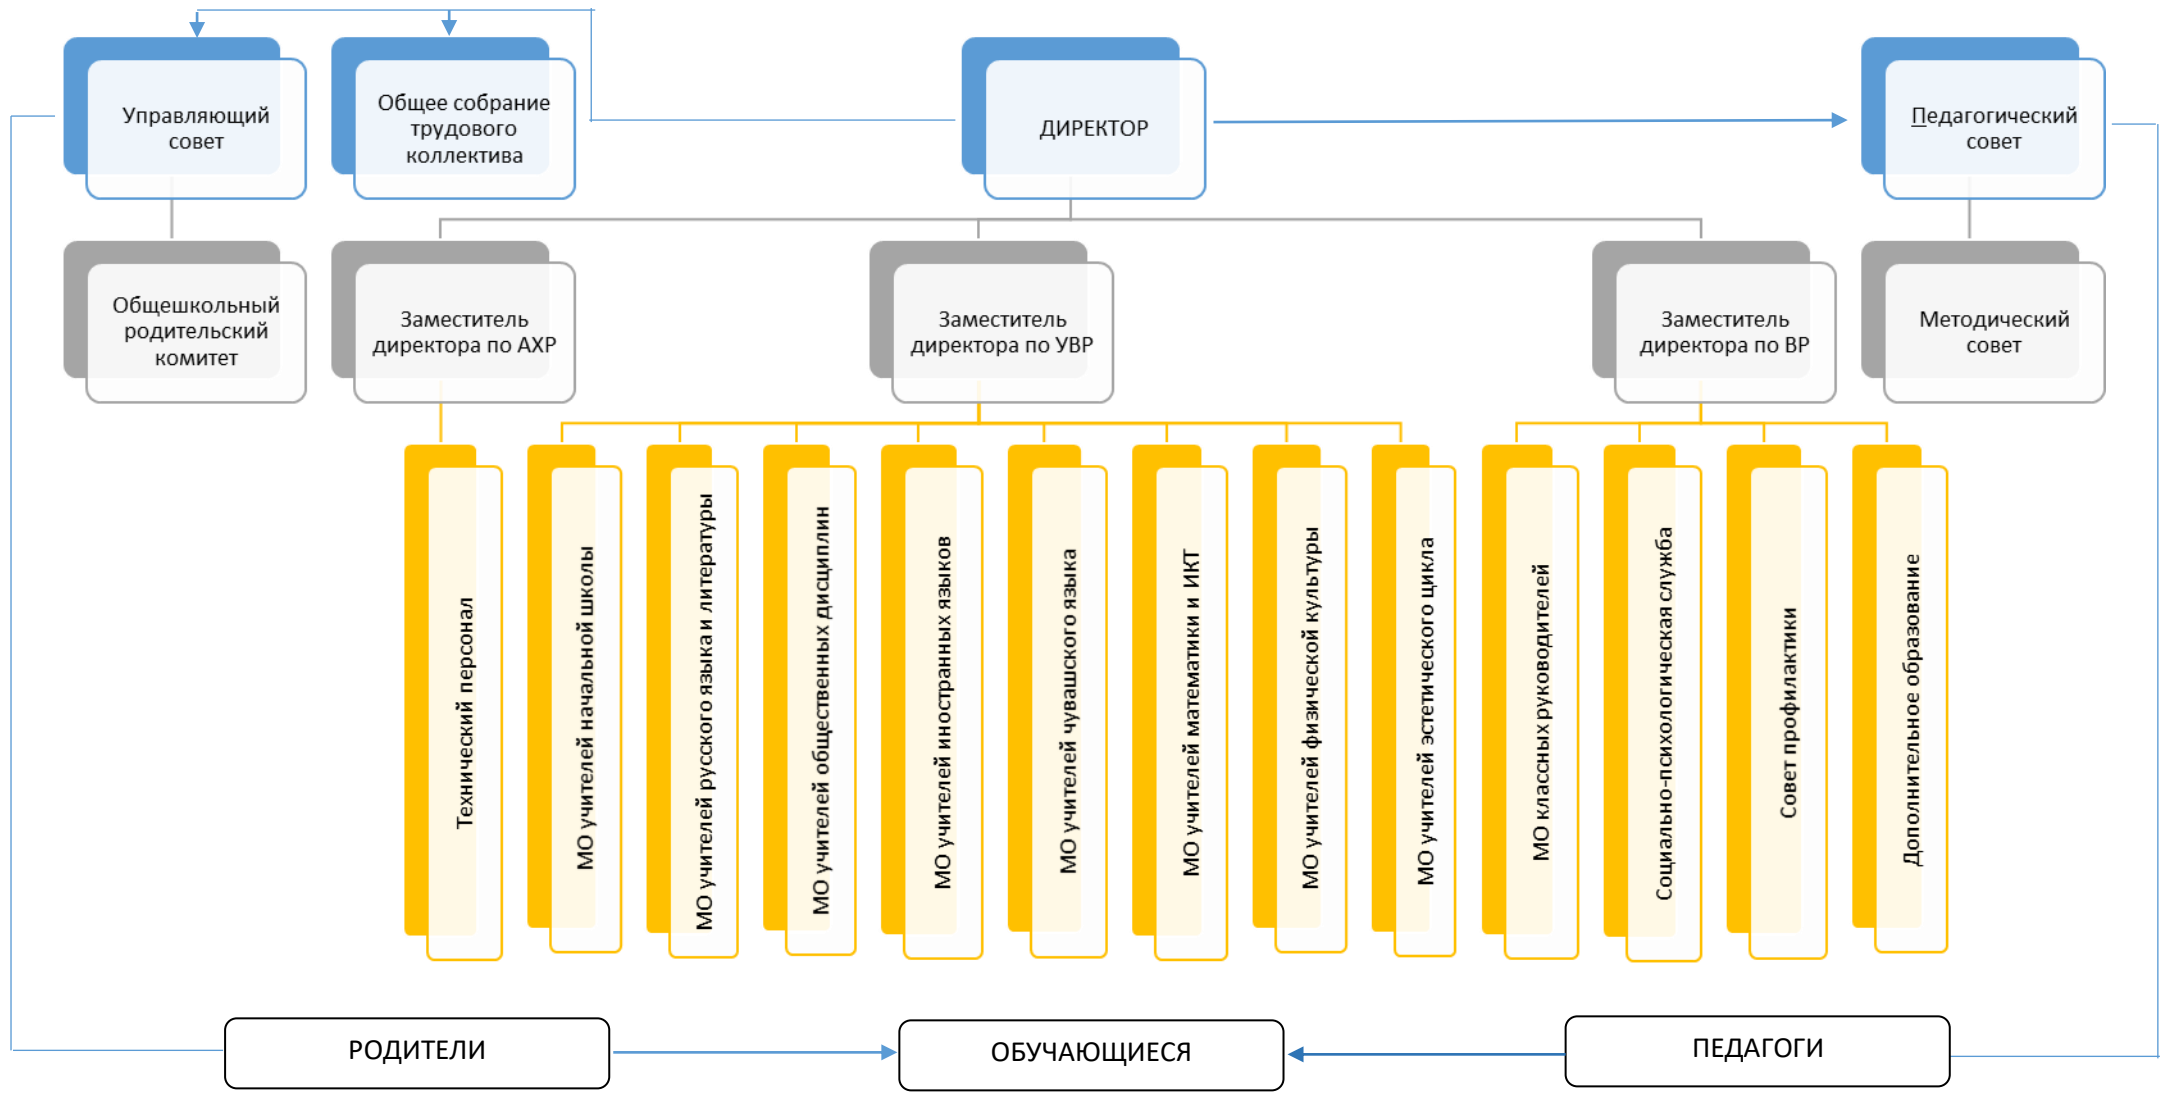 Управляющий
совет
Общее собрание
трудового
коллектива
ДИРЕКТОР
Педагогический
совет
Общешкольный
родительский
комитет
Заместитель
директора по АХР
Заместитель
директора по УВР
Заместитель
директора по ВР
Методический
совет
Технический персонал
МО учителей начальной школы
МО учителей русского языка и литературы
МО учителей общественных дисциплин
МО учителей иностранных языков
МО учителей чувашского языка
МО учителей математики и ИКТ
МО учителей физической культуры
МО учителей эстетического цикла
МО классных руководителей
Социально-психологическая служба
Совет профилактики
Дополнительное образование
РОДИТЕЛИ
ОБУЧАЮЩИЕСЯ
ПЕДАГОГИ